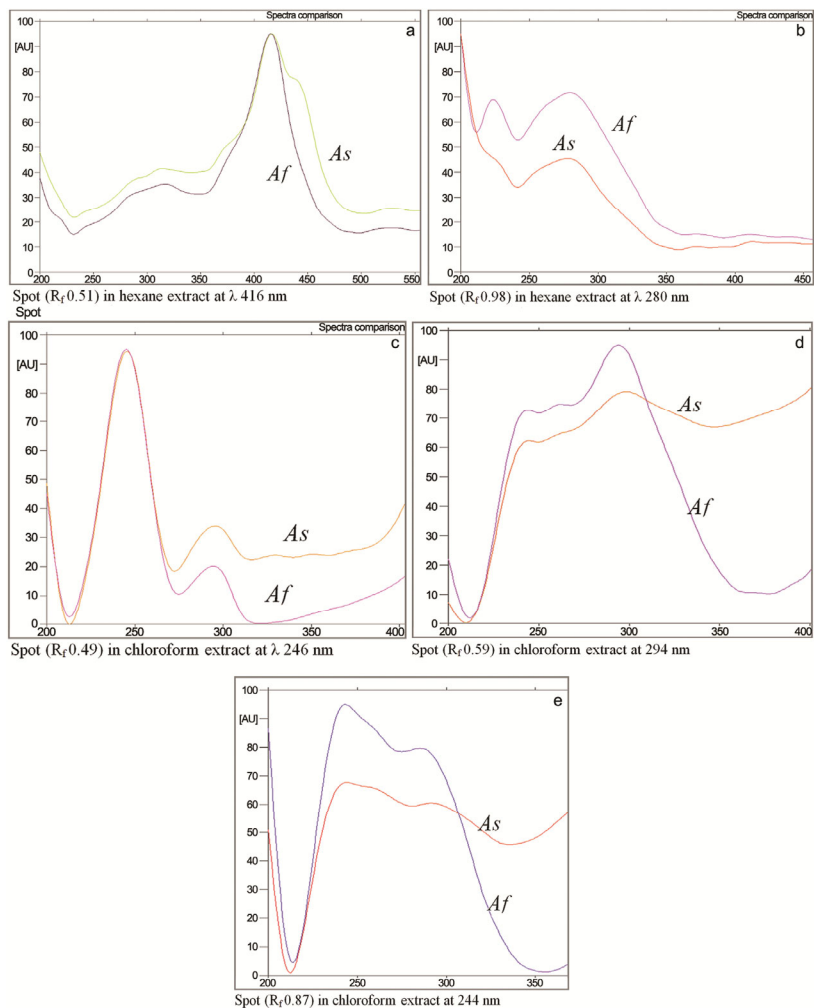 Spectra comparison
a
100
[AU]
80
70
60
50
40
30
20
10
0
As
Af
200 250 300 350 400 450 500 550
Spot (Rf 0.51) in hexane extract at λ 416 nm
Spectra comparison
b
100
[AU]
80
70
60
50
40
30
20
10
0
Af
As
200 250 300 400 450
Spot (Rf 0.98) in hexane extract at λ 280 nm
Spot
Spectra comparison
c
100
[AU]
80
70
60
50
40
30
20
10
0
As
Af
200 250 300 350 400
Spot (Rf 0.49) in chloroform extract at λ 246 nm
d
100
[AU]
80
70
60
50
40
30
20
10
0
As
Af
200 250 300 350 400
Spot (Rf 0.59) in chloroform extract at 294 nm
e
100
[AU]
80
70
60
50
40
30
20
10
0
As
Af
200 250 300 350
Spot (Rf 0.87) in chloroform extract at 244 nm